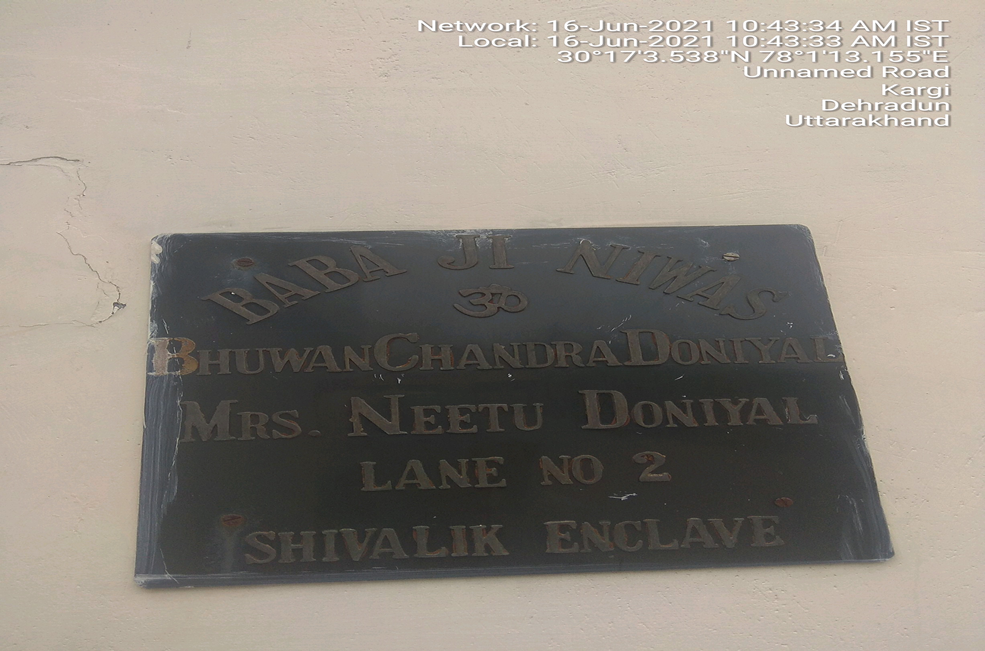 Network: 16-Jun-2021 10:43:34 AM IST
Local: 16-Jun-2021 10:43:33 AM IST
30°17'3.538"N 78°1'13.155"E
Unnamed Road
Kargi
Dehradun
Uttarakhand
BABA JI NIWAS
ॐ
BHUWAN CHANDRA DONIYAL
MRS. NEETU DONIYAL
LANE NO 2
SHIVALIK ENCLAVE